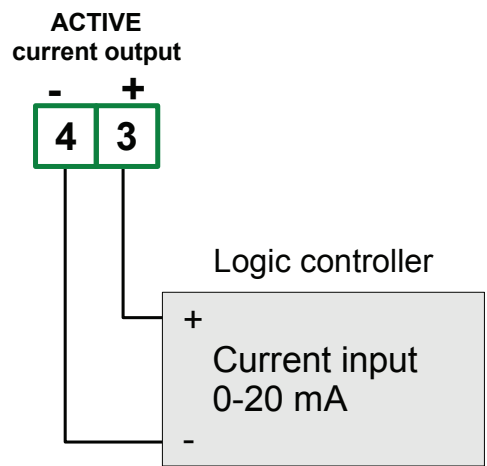 ACTIVE
current output
- +
4 3
Logic controller
+
Current input
0-20 mA
-